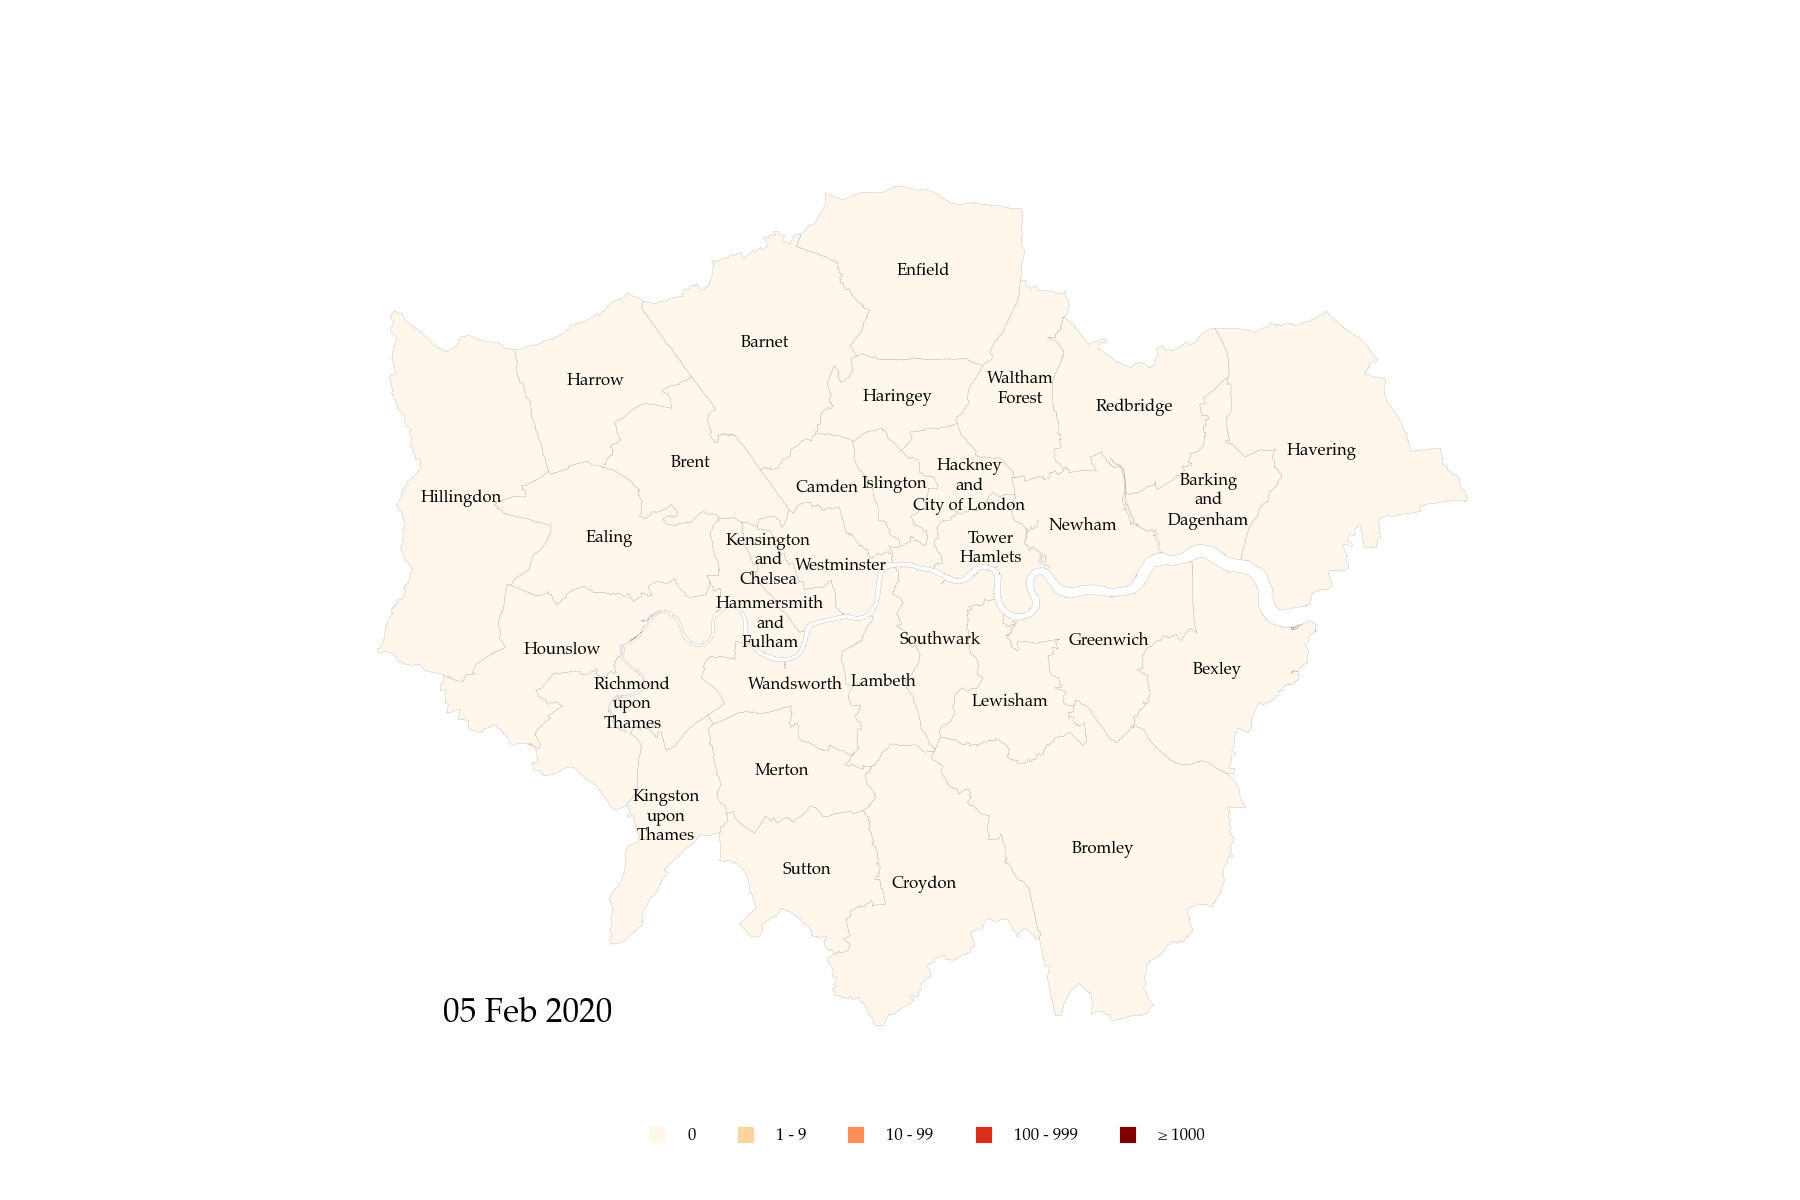 Enfield
Barnet
Harrow
Haringey
Waltham
Forest
Redbridge
Havering
Brent
Hillingdon
Camden
Islington
Hackney
and
City of London
Barking
and
Dagenham
Newham
Ealing
Kensington
and
Chelsea
Westminster
Tower
Hamlets
Hammersmith
and
Fulham
Hounslow
Southwark
Greenwich
Bexley
Richmond
upon
Thames
Wandsworth
Lambeth
Lewisham
Merton
Kingston
upon
Thames
Bromley
Sutton
Croydon
05 Feb 2020
0
1 - 9
10 - 99
100 - 999
≥ 1000